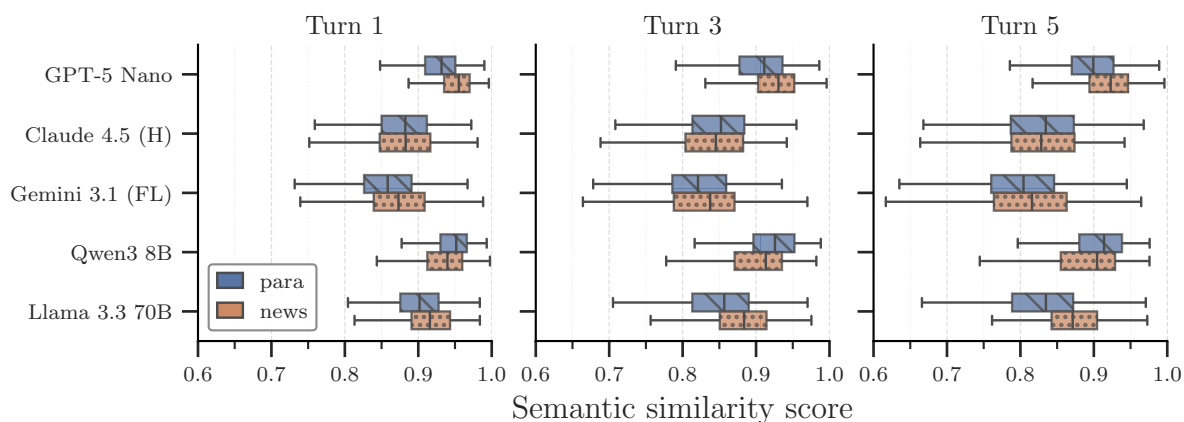 Turn 1 Turn 3 Turn 5
GPT-5 Nano
Claude 4.5 (H)
Gemini 3.1 (FL)
Qwen3 8B
Llama 3.3 70B
para
news
0.6 0.7 0.8 0.9 1.0 0.6 0.7 0.8 0.9 1.0 0.6 0.7 0.8 0.9 1.0
Semantic similarity score